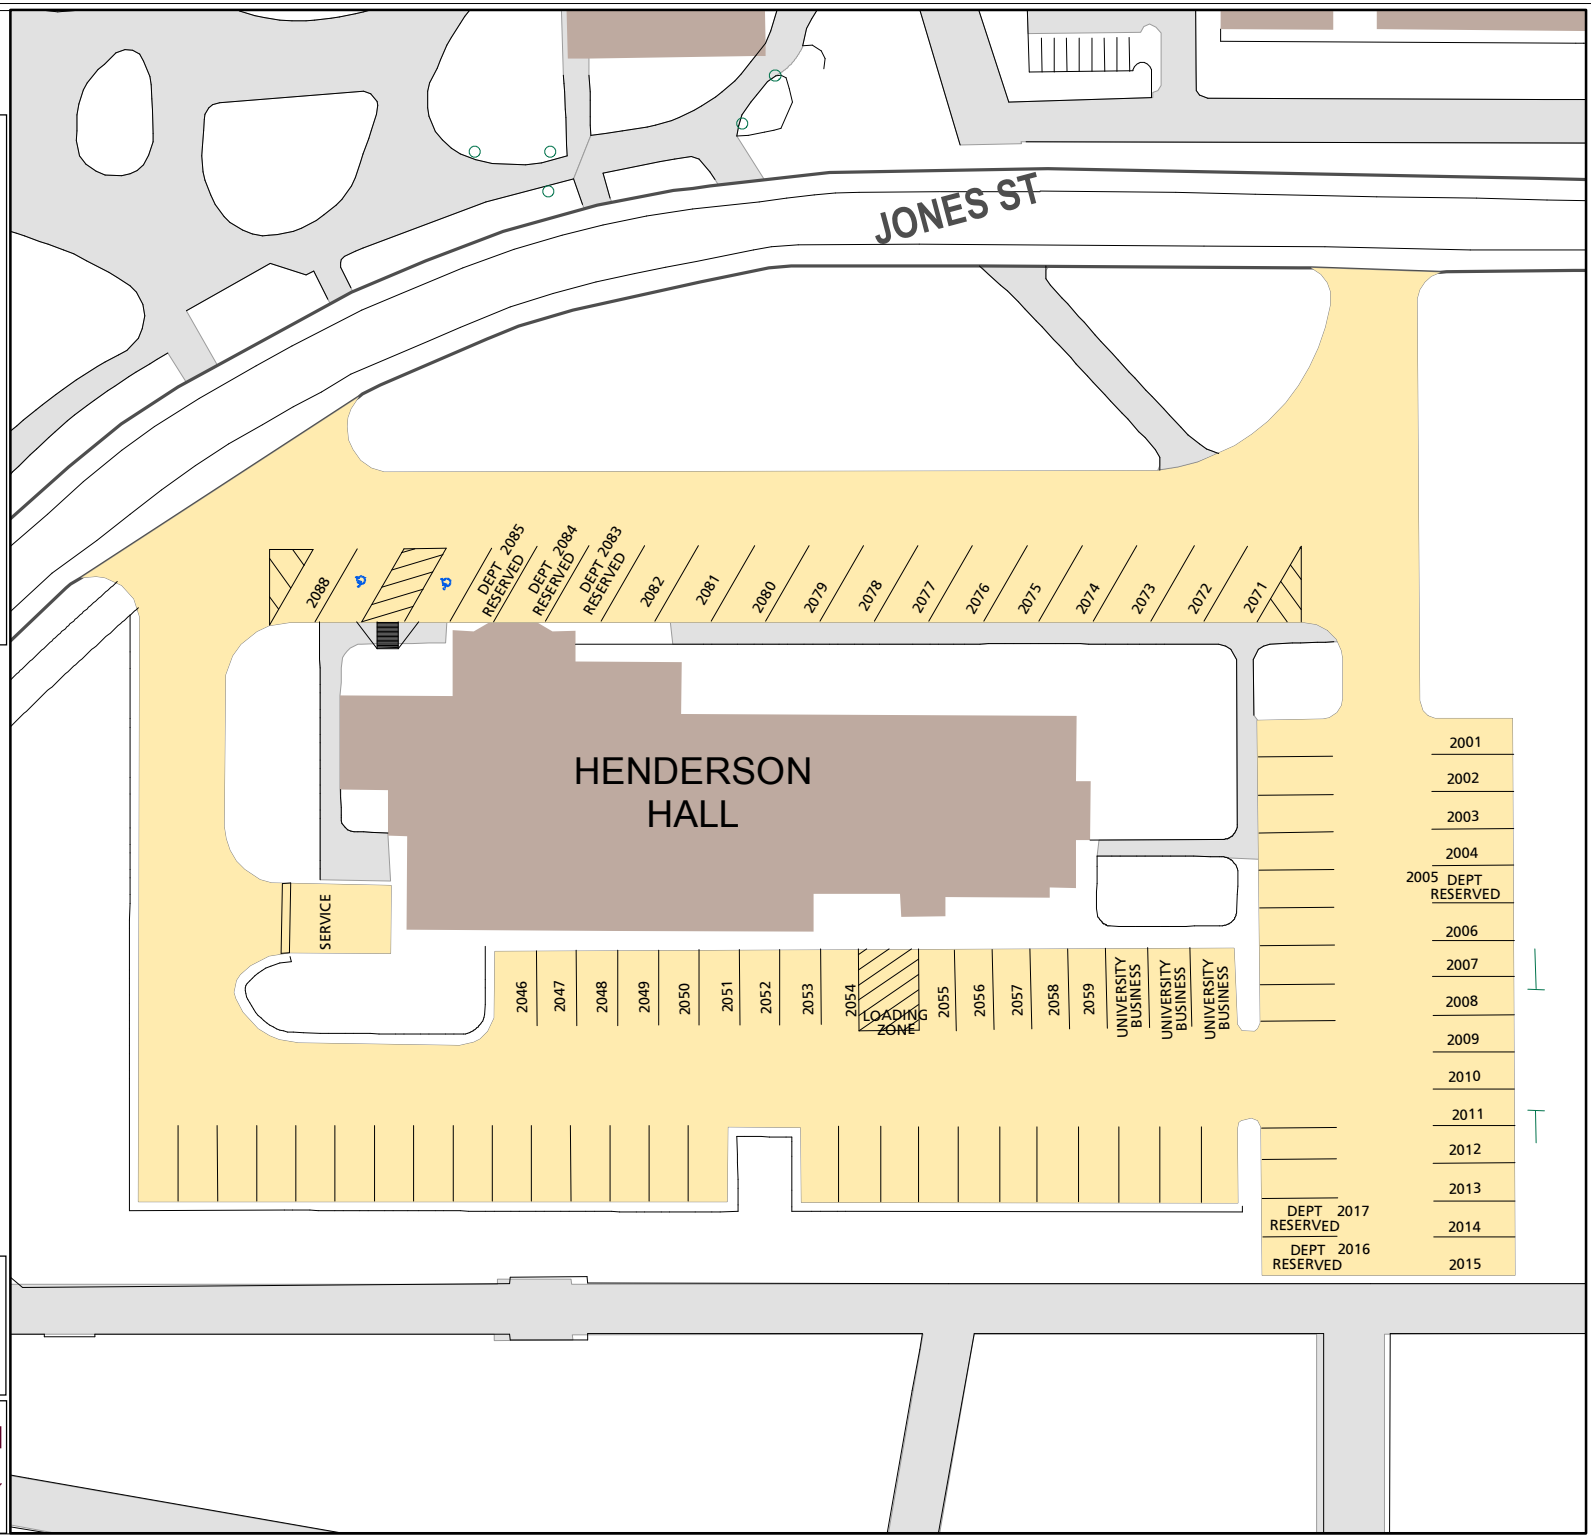 JONES ST
2088
DEPT 2085
RESERVED
DEPT 2084
RESERVED
DEPT 2083
RESERVED
2082
2081
2080
2079
2078
2077
2076
2075
2074
2073
2072
2071
HENDERSON
HALL
2001
2002
2003
2004
2005 DEPT
RESERVED
2006
2007
2008
2009
2010
2011
2012
2013
2014
2015
SERVICE
2046
2047
2048
2049
2050
2051
2052
2053
2054
LOADING
ZONE
2055
2056
2057
2058
2059
UNIVERSITY
BUSINESS
UNIVERSITY
BUSINESS
UNIVERSITY
BUSINESS
DEPT 2017
RESERVED
DEPT 2016
RESERVED